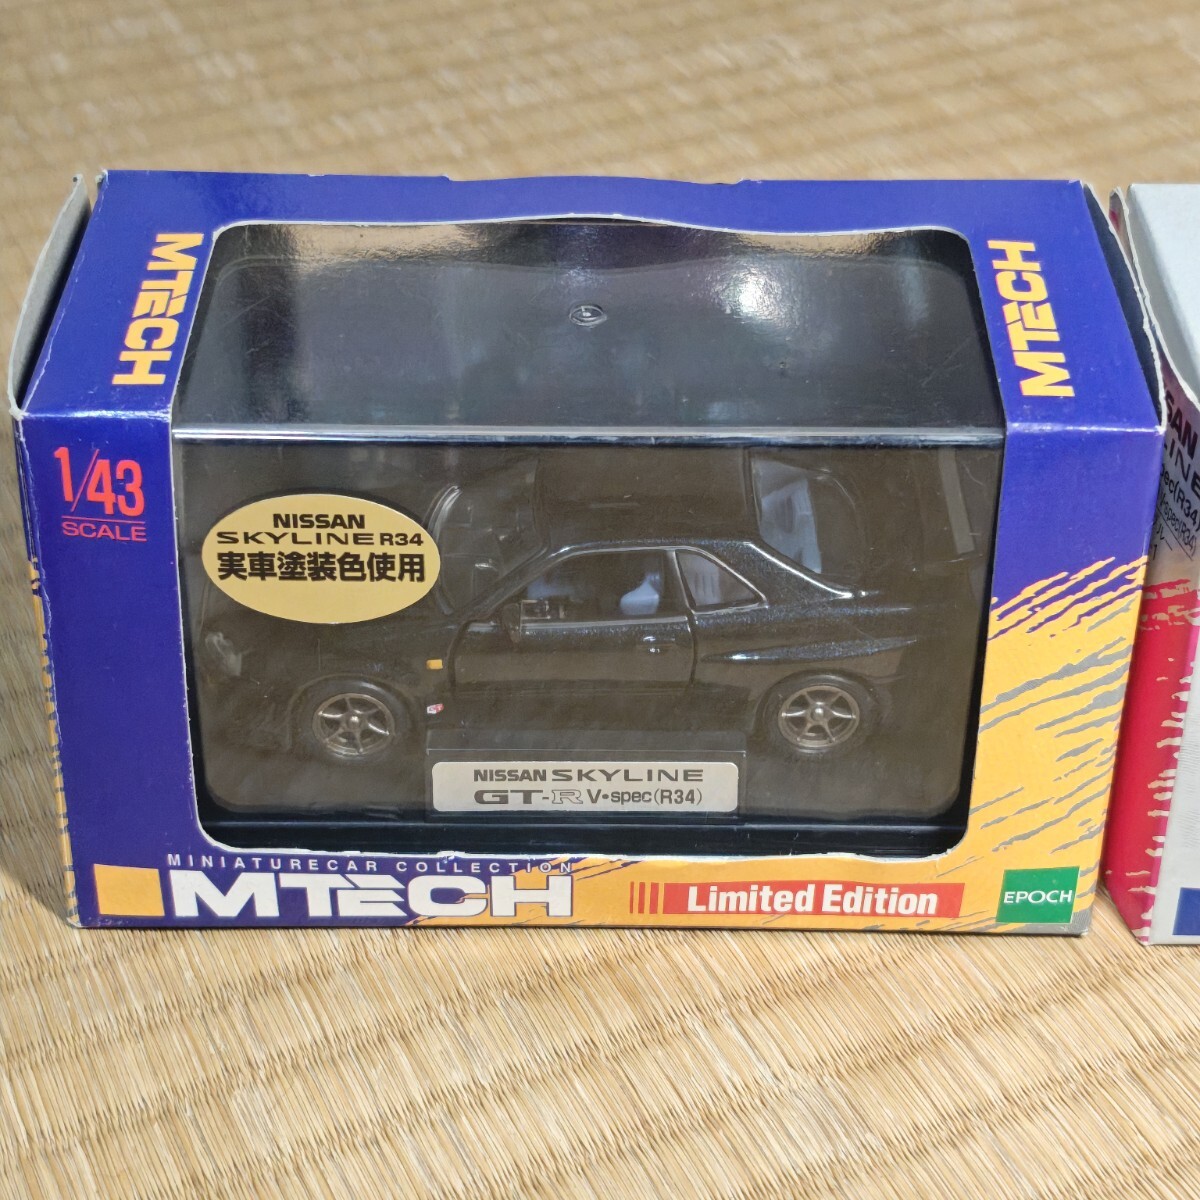 MTECH
MTECH
1/43
SCALE
NISSAN
SKYLINE R34
実車塗装色使用
NISSAN SKYLINE
GT-R V•spec(R34)
MINIATURECAR COLLECTION
MTECH
Limited Edition
EPOCH